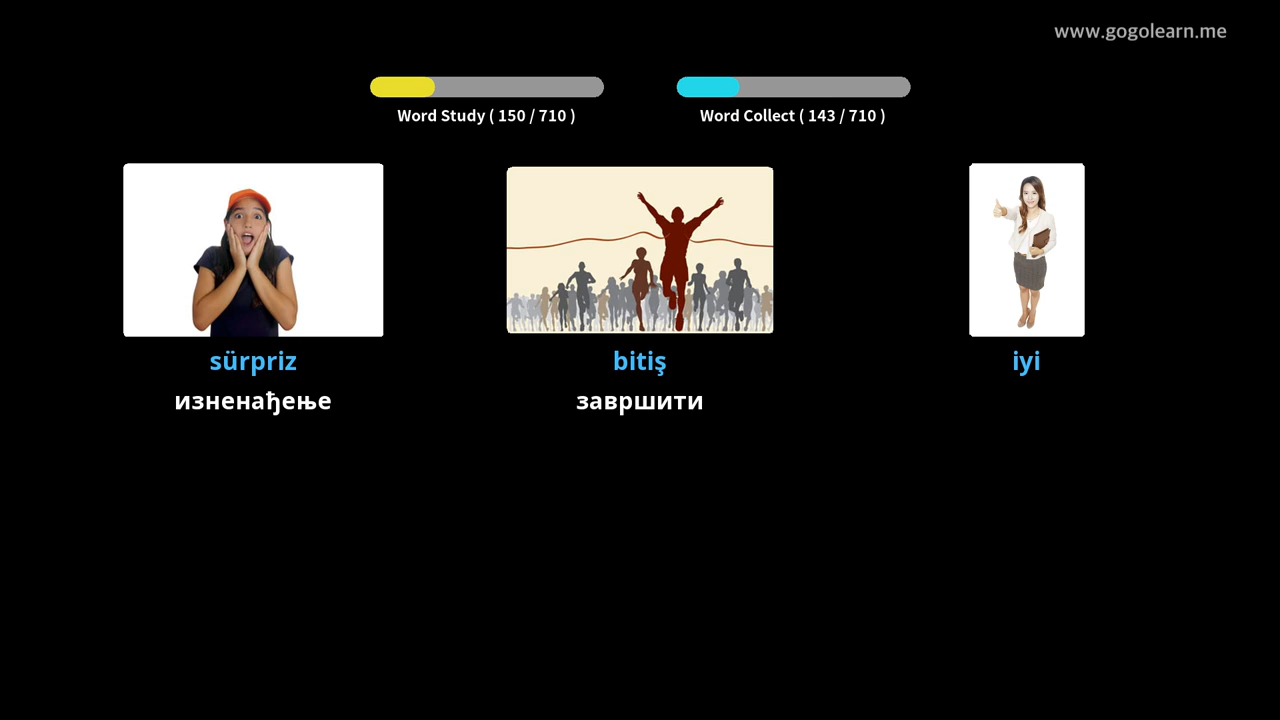 www.gogolearn.me
Word Study ( 150 / 710 )
Word Collect ( 143 / 710 )
sürpriz
bitiş
iyi
изненађење
завршити